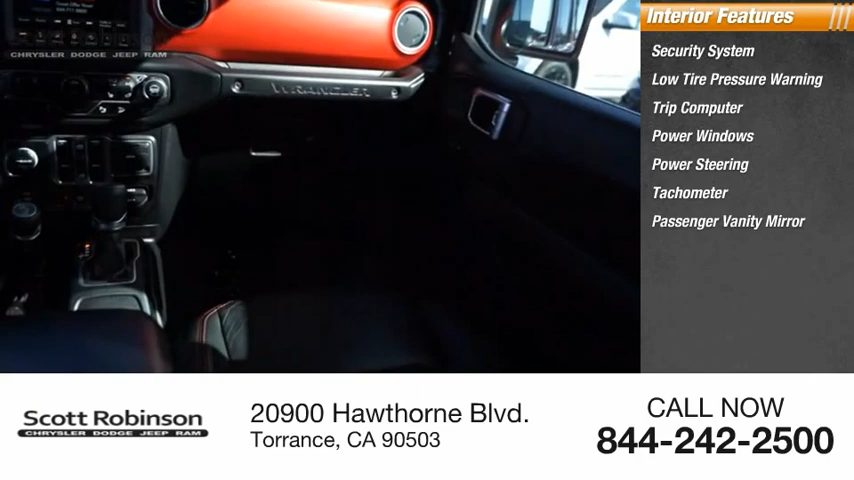 CHRYSLER DODGE JEEP RAM
WRANGLER
Interior Features
Security System
Low Tire Pressure Warning
Trip Computer
Power Windows
Power Steering
Tachometer
Passenger Vanity Mirror
Scott Robinson
CHRYSLER DODGE JEEP RAM
20900 Hawthorne Blvd.
Torrance, CA 90503
CALL NOW
844-242-2500